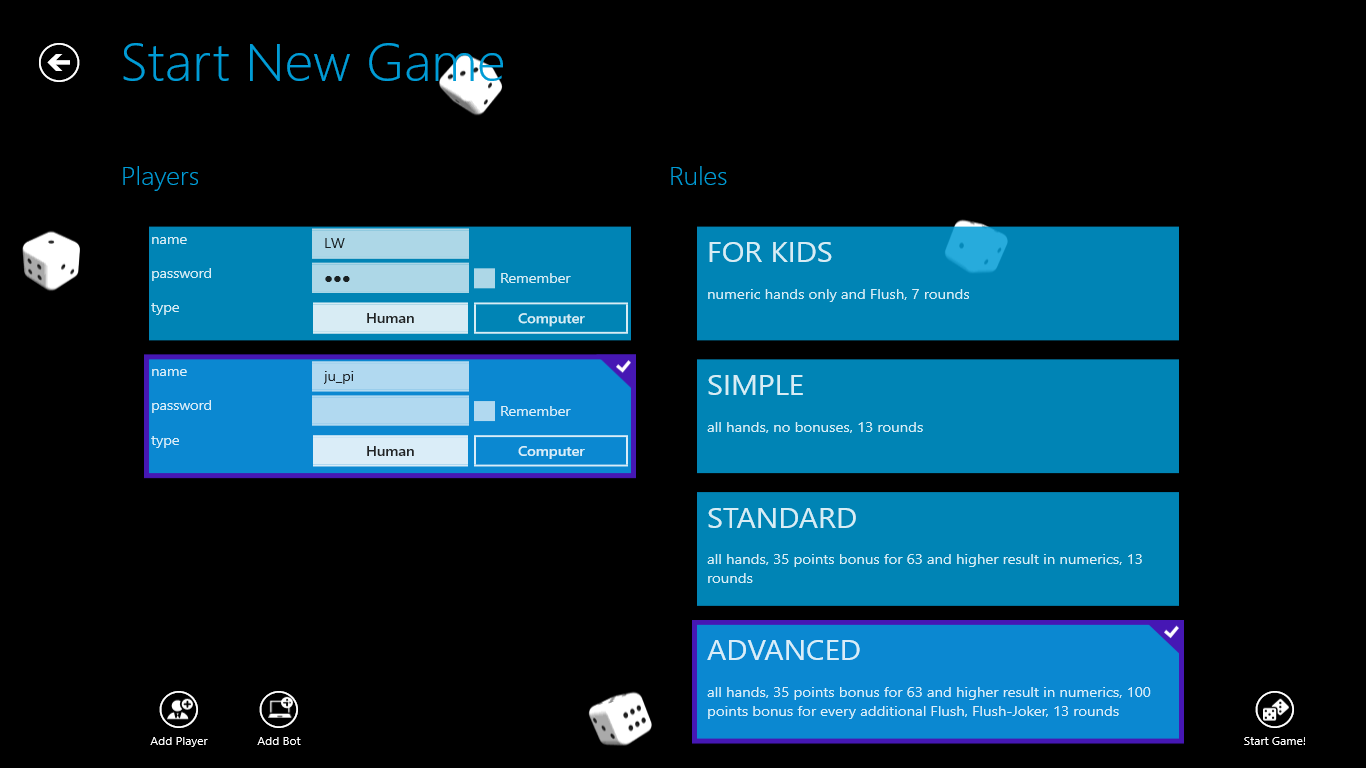 Start New Game
Players
name
LW
password
●●●
Remember
type
Human
Computer
name
ju_pi
password
Remember
type
Human
Computer
Rules
FOR KIDS
numeric hands only and Flush, 7 rounds
SIMPLE
all hands, no bonuses, 13 rounds
STANDARD
all hands, 35 points bonus for 63 and higher result in numerics, 13
rounds
ADVANCED
all hands, 35 points bonus for 63 and higher result in numerics, 100
points bonus for every additional Flush, Flush-Joker, 13 rounds
Add Player
Add Bot
Start Game!